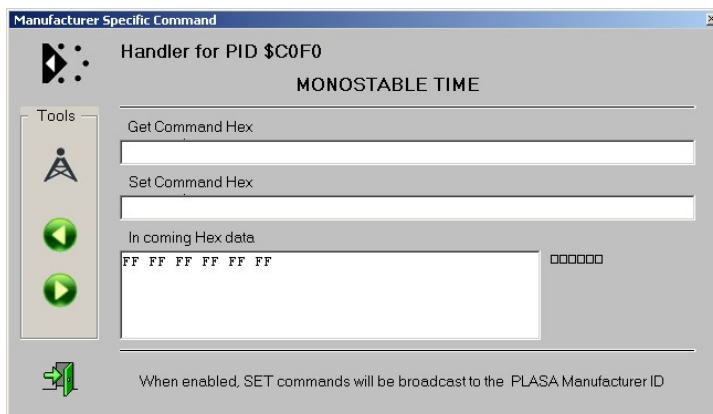 Manufacturer Specific Command
Handler for PID $C0F0
MONOSTABLE TIME
Tools
Get Command Hex
Set Command Hex
In coming Hex data
FF FF FF FF FF FF
□□□□□□
When enabled, SET commands will be broadcast to the PLASA Manufacturer ID